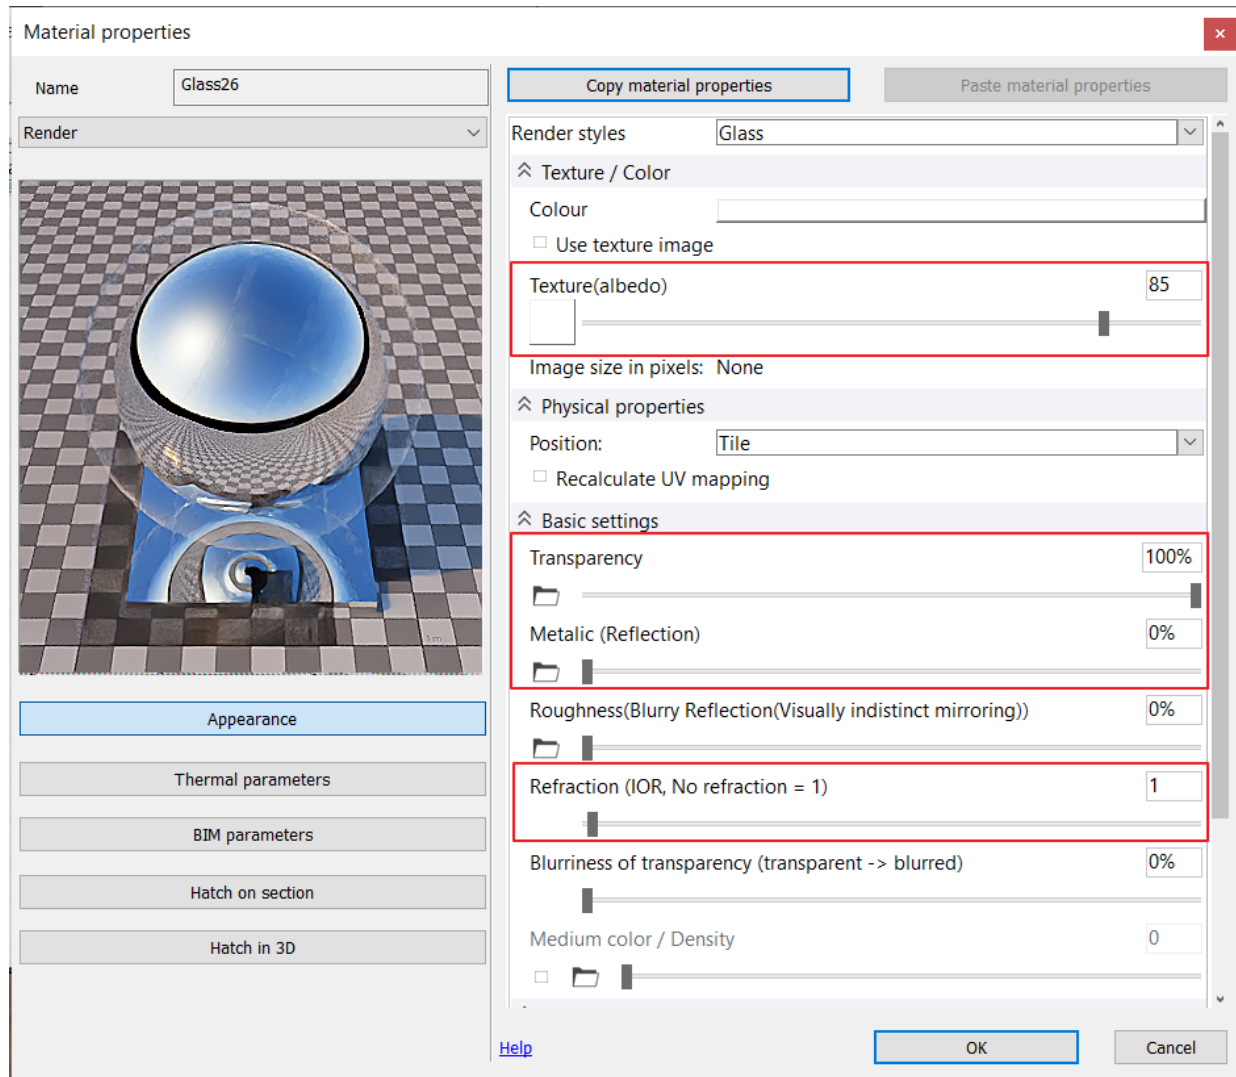 Material properties
Name
Glass26
Render
1m
Appearance
Thermal parameters
BIM parameters
Hatch on section
Hatch in 3D
Copy material properties
Paste material properties
Render styles
Glass
Texture / Color
Colour
Use texture image
Texture(albedo)
85
Image size in pixels: None
Physical properties
Position:
Tile
Recalculate UV mapping
Basic settings
Transparency
100%
Metalic (Reflection)
0%
Roughness(Blurry Reflection(Visually indistinct mirroring))
0%
Refraction (IOR, No refraction = 1)
1
Blurriness of transparency (transparent -> blurred)
0%
Medium color / Density
0
Help
OK
Cancel